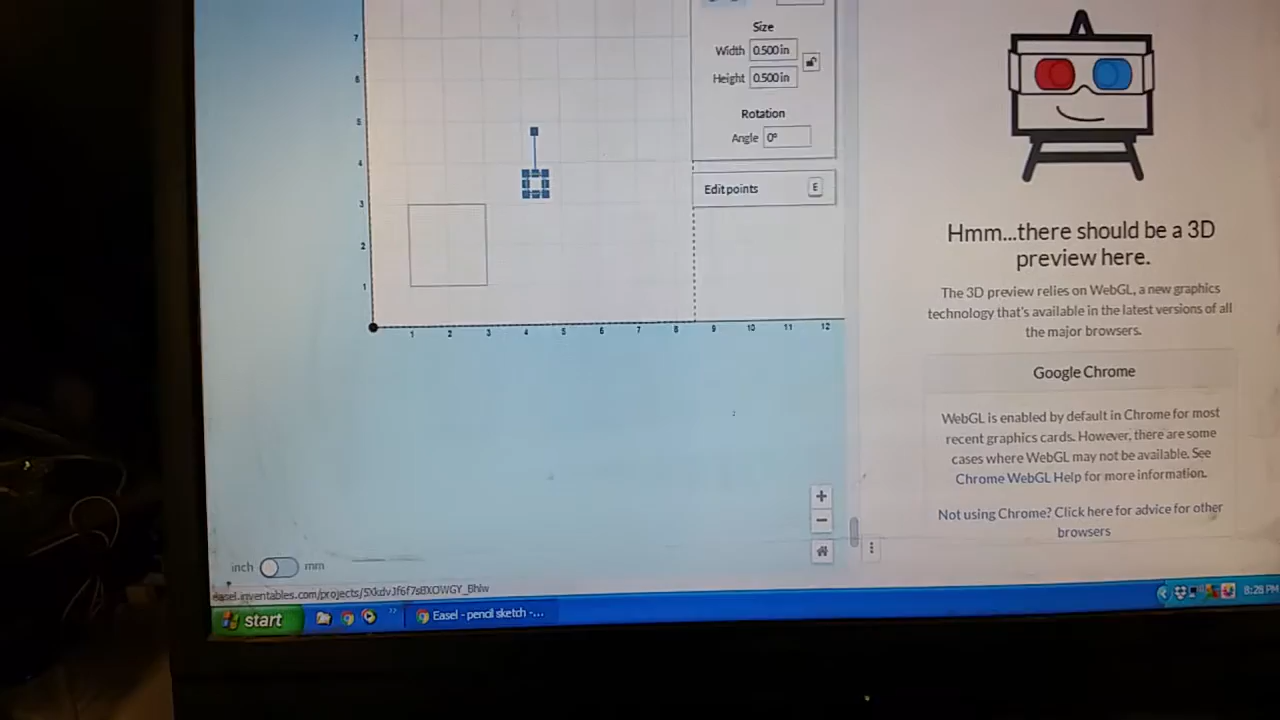 Size
Width 0.500 in
Height 0.500 in
Rotation
Angle 0°
Edit points E
7
6
5
4
3
2
1
1 2 3 4 5 6 7 8 9 10 11 12
inch mm
Hmm...there should be a 3D
preview here.
The 3D preview relies on WebGL, a new graphics
technology that's available in the latest versions of all
the major browsers.
Google Chrome
WebGL is enabled by default in Chrome for most
recent graphics cards. However, there are some
cases where WebGL may not be available. See
Chrome WebGL Help for more information.
Not using Chrome? Click here for advice for other
browsers
start
Easel - pencil sketch -...
8:28 PM